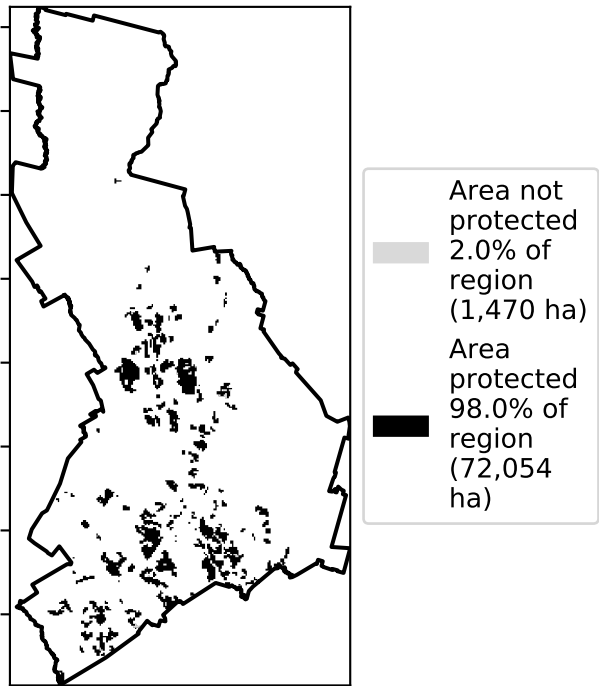 Area not
protected
2.0% of
region
(1,470 ha)
Area
protected
98.0% of
region
(72,054
ha)